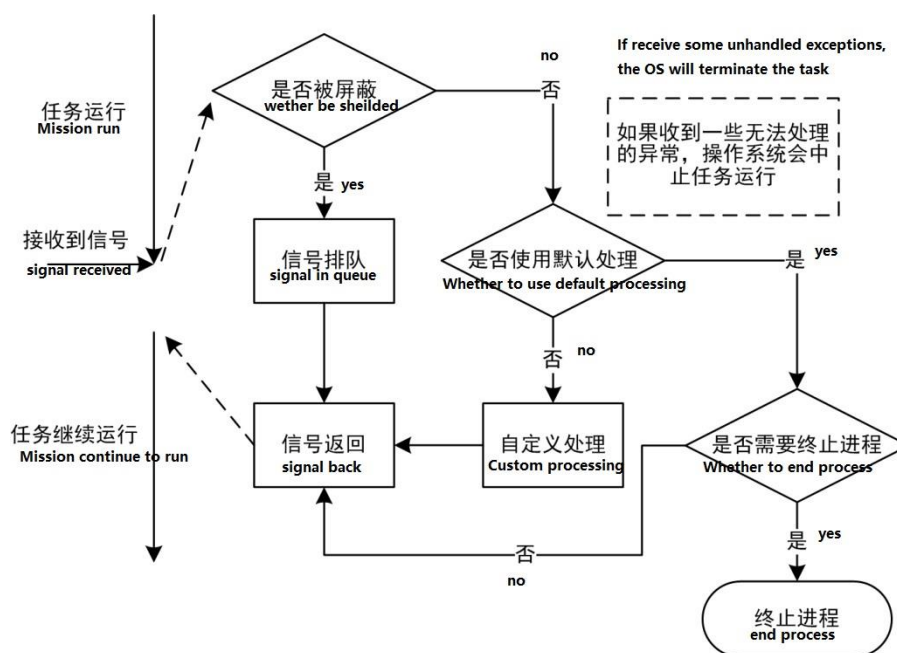 任务运行
Mission run
接收到信号
signal received
任务继续运行
Mission continue to run
是否被屏蔽
wether be sheilded
是 yes
信号排队
signal in queue
信号返回
signal back
no
否
是否使用默认处理
Whether to use default processing
否 no
自定义处理
Custom processing
If receive some unhandled exceptions,
the OS will terminate the task
如果收到一些无法处理
的异常，操作系统会中
止任务运行
是 yes
是否需要终止进程
Whether to end process
否
no
是 yes
终止进程
end process